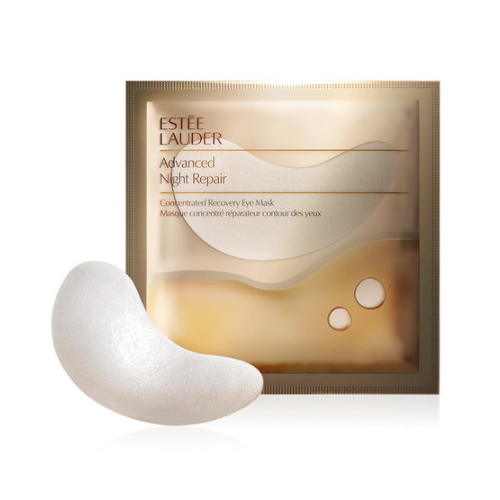 ESTĒE
LAUDER
Advanced
Night Repair
Concentrated Recovery Eye Mask
Masque concentré réparateur contour des yeux